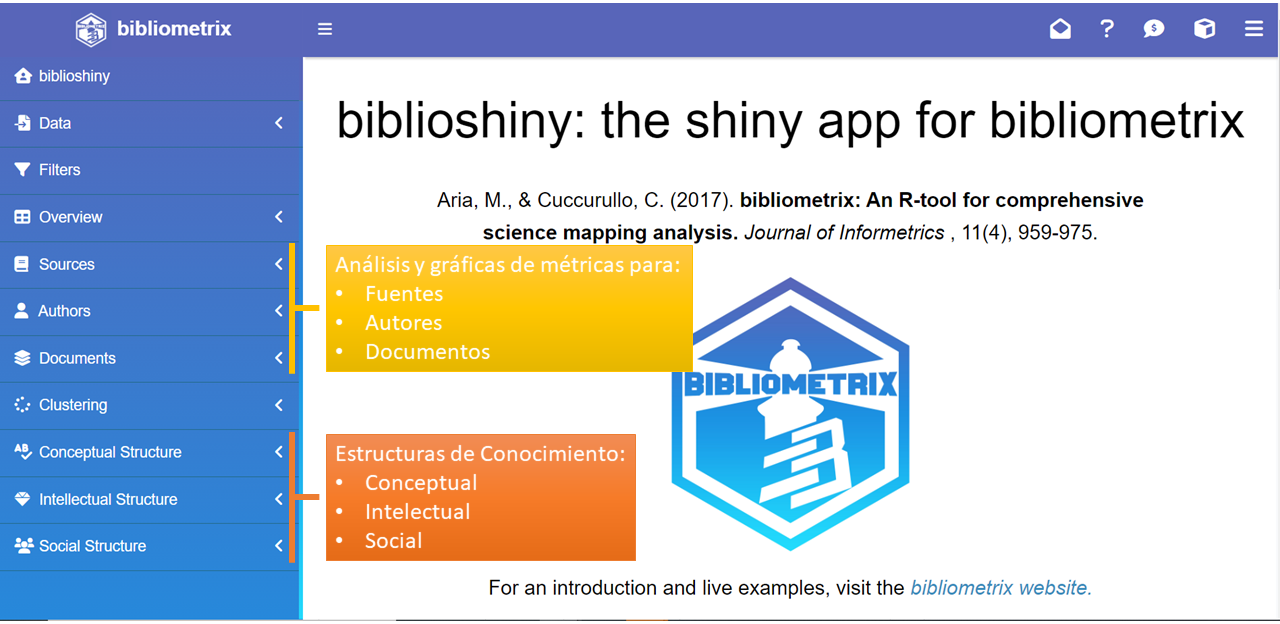 bibliometrix
biblioshiny
Data
Filters
Overview
Sources
Authors
Documents
Clustering
Conceptual Structure
Intellectual Structure
Social Structure
biblioshiny: the shiny app for bibliometrix
Aria, M., & Cuccurullo, C. (2017). bibliometrix: An R-tool for comprehensive
science mapping analysis. Journal of Informetrics , 11(4), 959-975.
Análisis y gráficas de métricas para:
• Fuentes
• Autores
• Documentos
BIBLIOMETRIX
Estructuras de Conocimiento:
• Conceptual
• Intelectual
• Social
For an introduction and live examples, visit the bibliometrix website.